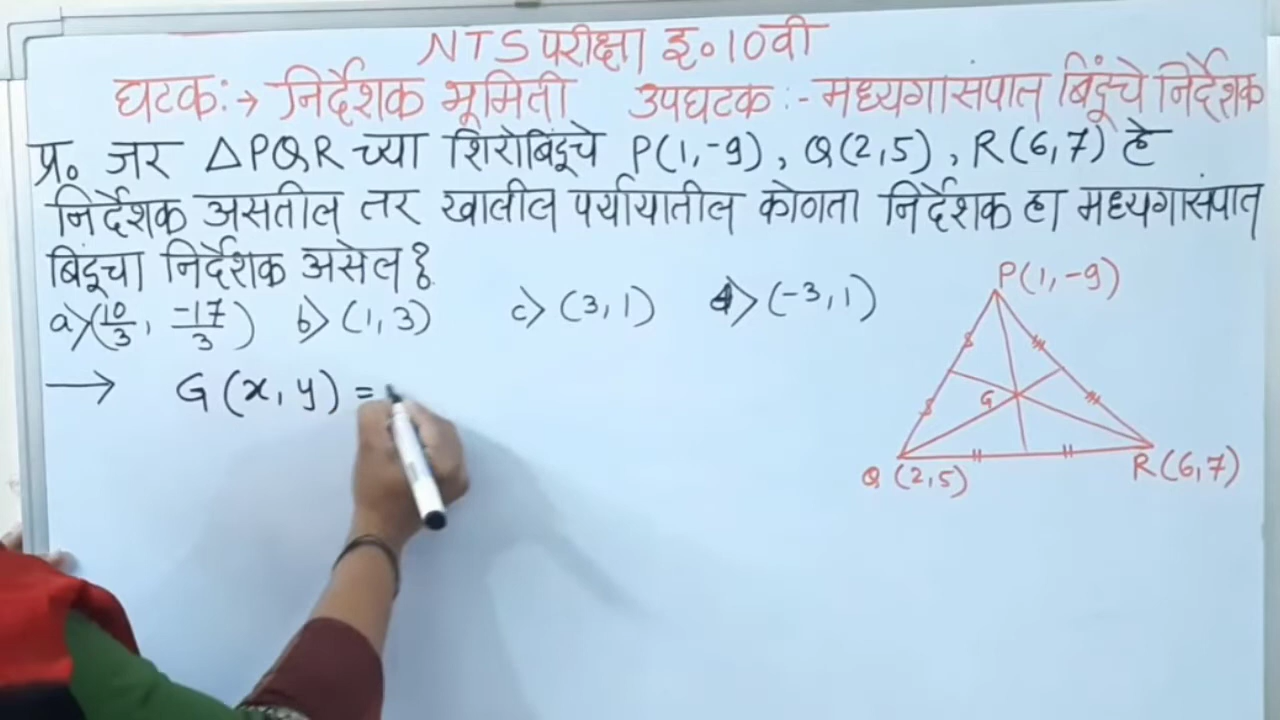 NTS परीक्षा इ. 10वी
घटक:→ निर्देशक भूमिती उपघटक:- मध्यगासंपात बिंदूंचे निर्देशक
प्र. जर △PQR च्या शिरोबिंदूंचे P(1,-9), Q(2,5), R(6,7) हे
निर्देशक असतील तर खालील पर्यायातील कोणता निर्देशक हा मध्यगासंपात
बिंदूचा निर्देशक असेल?
a) (10/3, -17/3) b) (1,3) c) (3,1) d) (-3,1)
→ G(x,y) =
P(1,-9)
G
Q (2,5)
R(6,7)